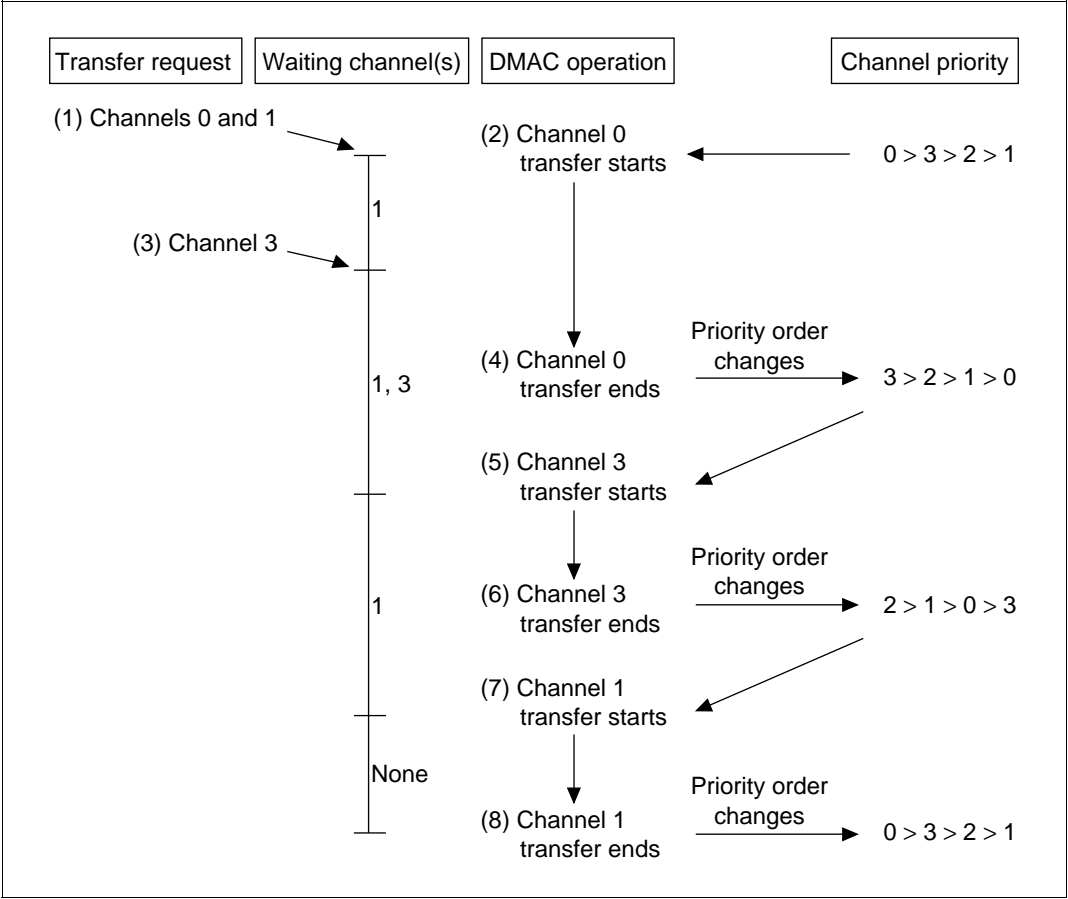 Transfer request
Waiting channel(s)
DMAC operation
Channel priority
(1) Channels 0 and 1
(2) Channel 0
transfer starts
0 > 3 > 2 > 1
1
(3) Channel 3
(4) Channel 0
transfer ends
Priority order
changes
3 > 2 > 1 > 0
1, 3
(5) Channel 3
transfer starts
(6) Channel 3
transfer ends
Priority order
changes
2 > 1 > 0 > 3
1
(7) Channel 1
transfer starts
None
(8) Channel 1
transfer ends
Priority order
changes
0 > 3 > 2 > 1